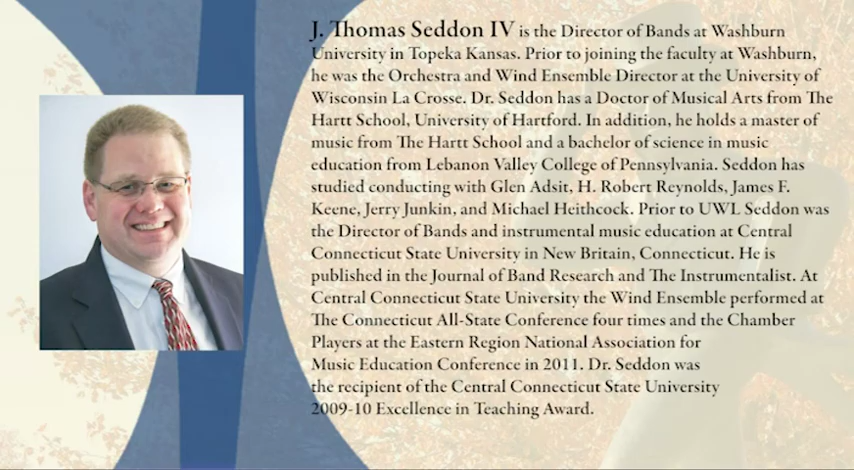 J. Thomas Seddon IV is the Director of Bands at Washburn
University in Topeka Kansas. Prior to joining the faculty at Washburn,
he was the Orchestra and Wind Ensemble Director at the University of
Wisconsin La Crosse. Dr. Seddon has a Doctor of Musical Arts from The
Hartt School, University of Hartford. In addition, he holds a master of
music from The Hartt School and a bachelor of science in music
education from Lebanon Valley College of Pennsylvania. Seddon has
studied conducting with Glen Adsit, H. Robert Reynolds, James F.
Keene, Jerry Junkin, and Michael Heithcock. Prior to UWL Seddon was
the Director of Bands and instrumental music education at Central
Connecticut State University in New Britain, Connecticut. He is
published in the Journal of Band Research and The Instrumentalist. At
Central Connecticut State University the Wind Ensemble performed at
The Connecticut All-State Conference four times and the Chamber
Players at the Eastern Region National Association for
Music Education Conference in 2011. Dr. Seddon was
the recipient of the Central Connecticut State University
2009-10 Excellence in Teaching Award.